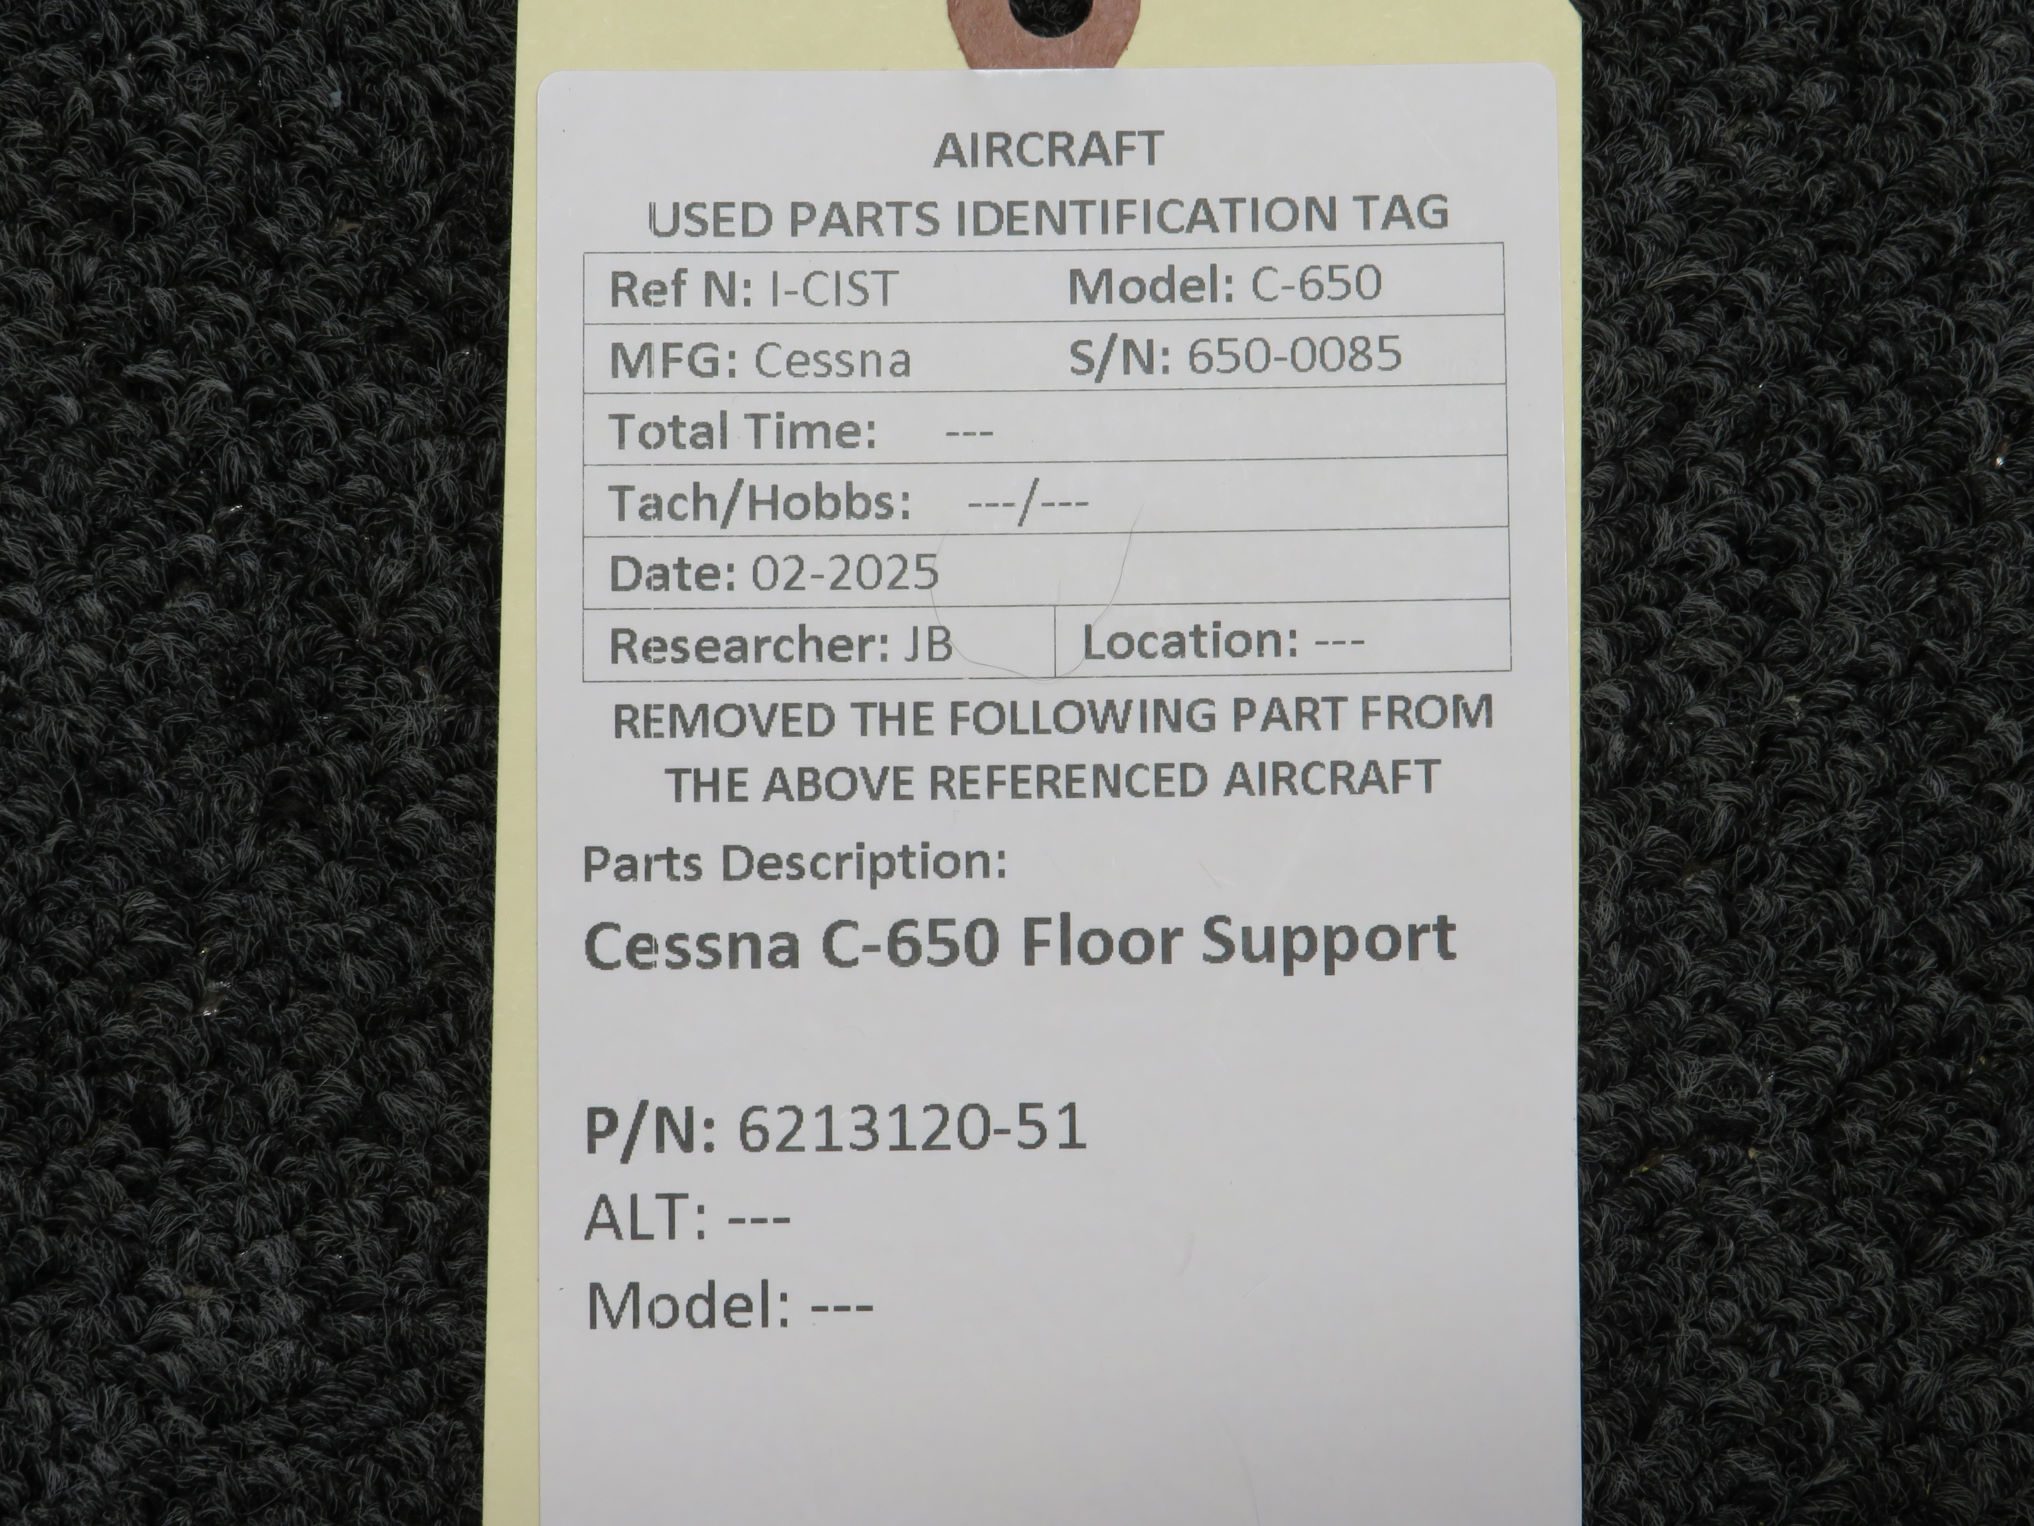 AIRCRAFT
USED PARTS IDENTIFICATION TAG
Ref N: I-CIST Model: C-650
MFG: Cessna S/N: 650-0085
Total Time: ---
Tach/Hobbs: ---/---
Date: 02-2025
Researcher: JB Location: ---
REMOVED THE FOLLOWING PART FROM
THE ABOVE REFERENCED AIRCRAFT
Parts Description:
Cessna C-650 Floor Support
P/N: 6213120-51
ALT: ---
Model: ---